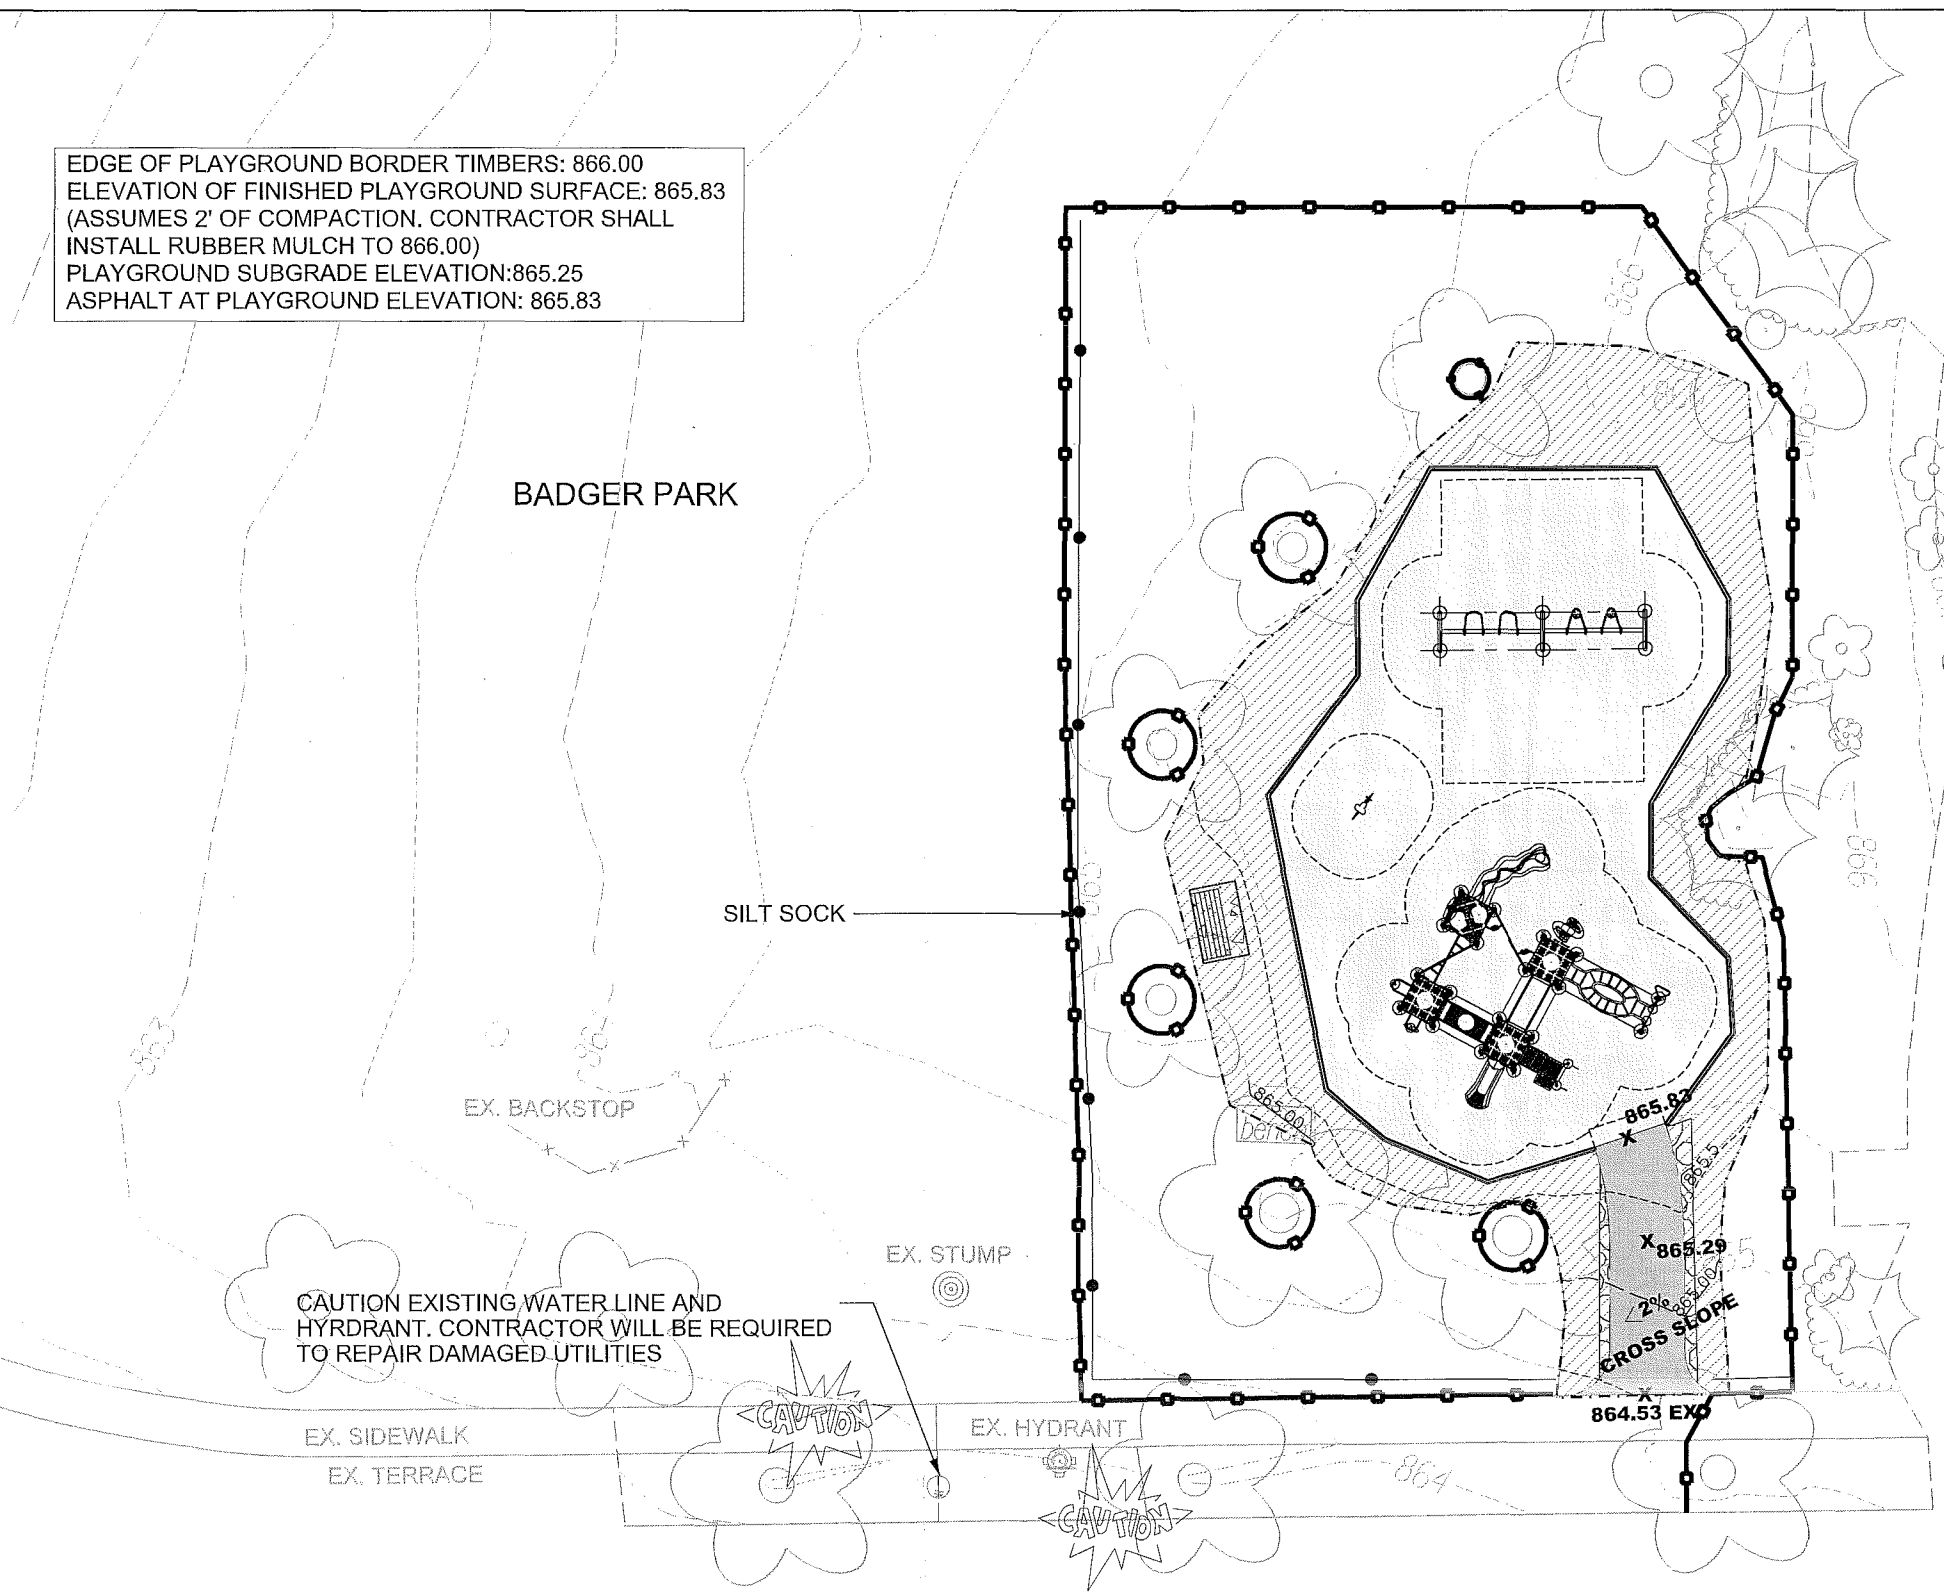 EDGE OF PLAYGROUND BORDER TIMBERS: 866.00
ELEVATION OF FINISHED PLAYGROUND SURFACE: 865.83
(ASSUMES 2' OF COMPACTION. CONTRACTOR SHALL
INSTALL RUBBER MULCH TO 866.00)
PLAYGROUND SUBGRADE ELEVATION:865.25
ASPHALT AT PLAYGROUND ELEVATION: 865.83
866
BADGER PARK
866
SILT SOCK
863
EX. BACKSTOP
865.00
bench
865.83
X
865.5
X 865.29
865.00
2%
CROSS SLOPE
EX. STUMP
CAUTION EXISTING WATER LINE AND
HYRDRANT. CONTRACTOR WILL BE REQUIRED
TO REPAIR DAMAGED UTILITIES
CAUTION
X
864.53 EX
EX. SIDEWALK
EX. HYDRANT
EX. TERRACE
864
CAUTION